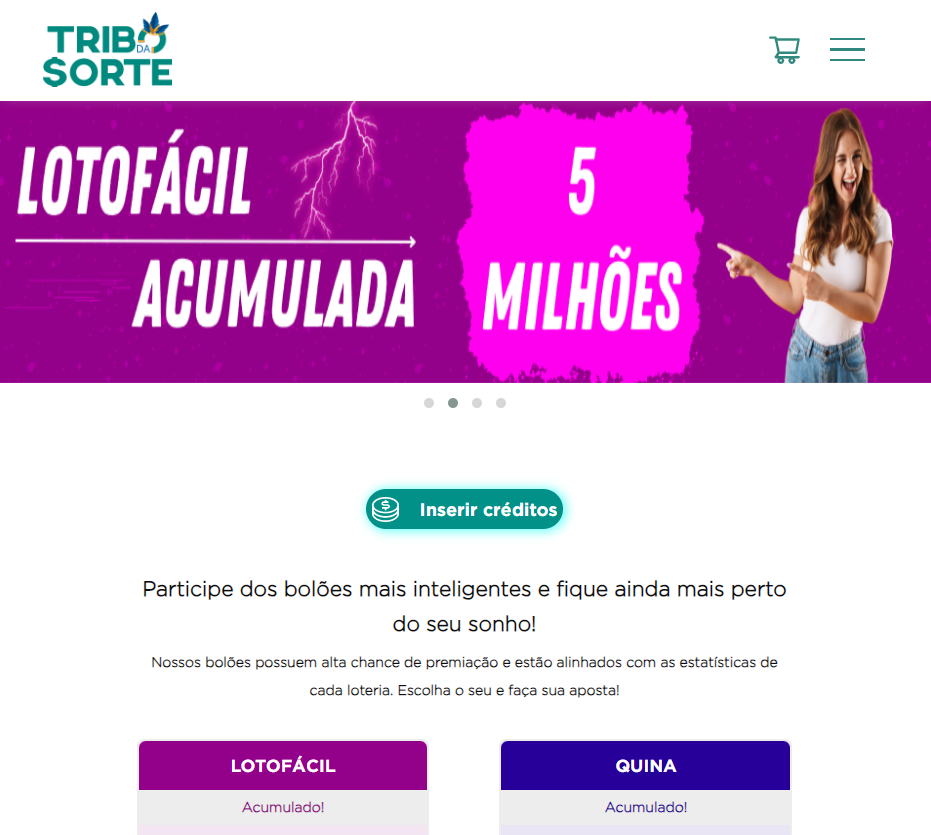 TRIBO
DA
$ORTE
LOTOFÁCIL
ACUMULADA
5
MILHÕES
Inserir créditos
Participe dos bolões mais inteligentes e fique ainda mais perto
do seu sonho!
Nossos bolões possuem alta chance de premiação e estão alinhados com as estatísticas de
cada loteria. Escolha o seu e faça sua aposta!
LOTOFÁCIL
Acumulado!
QUINA
Acumulado!